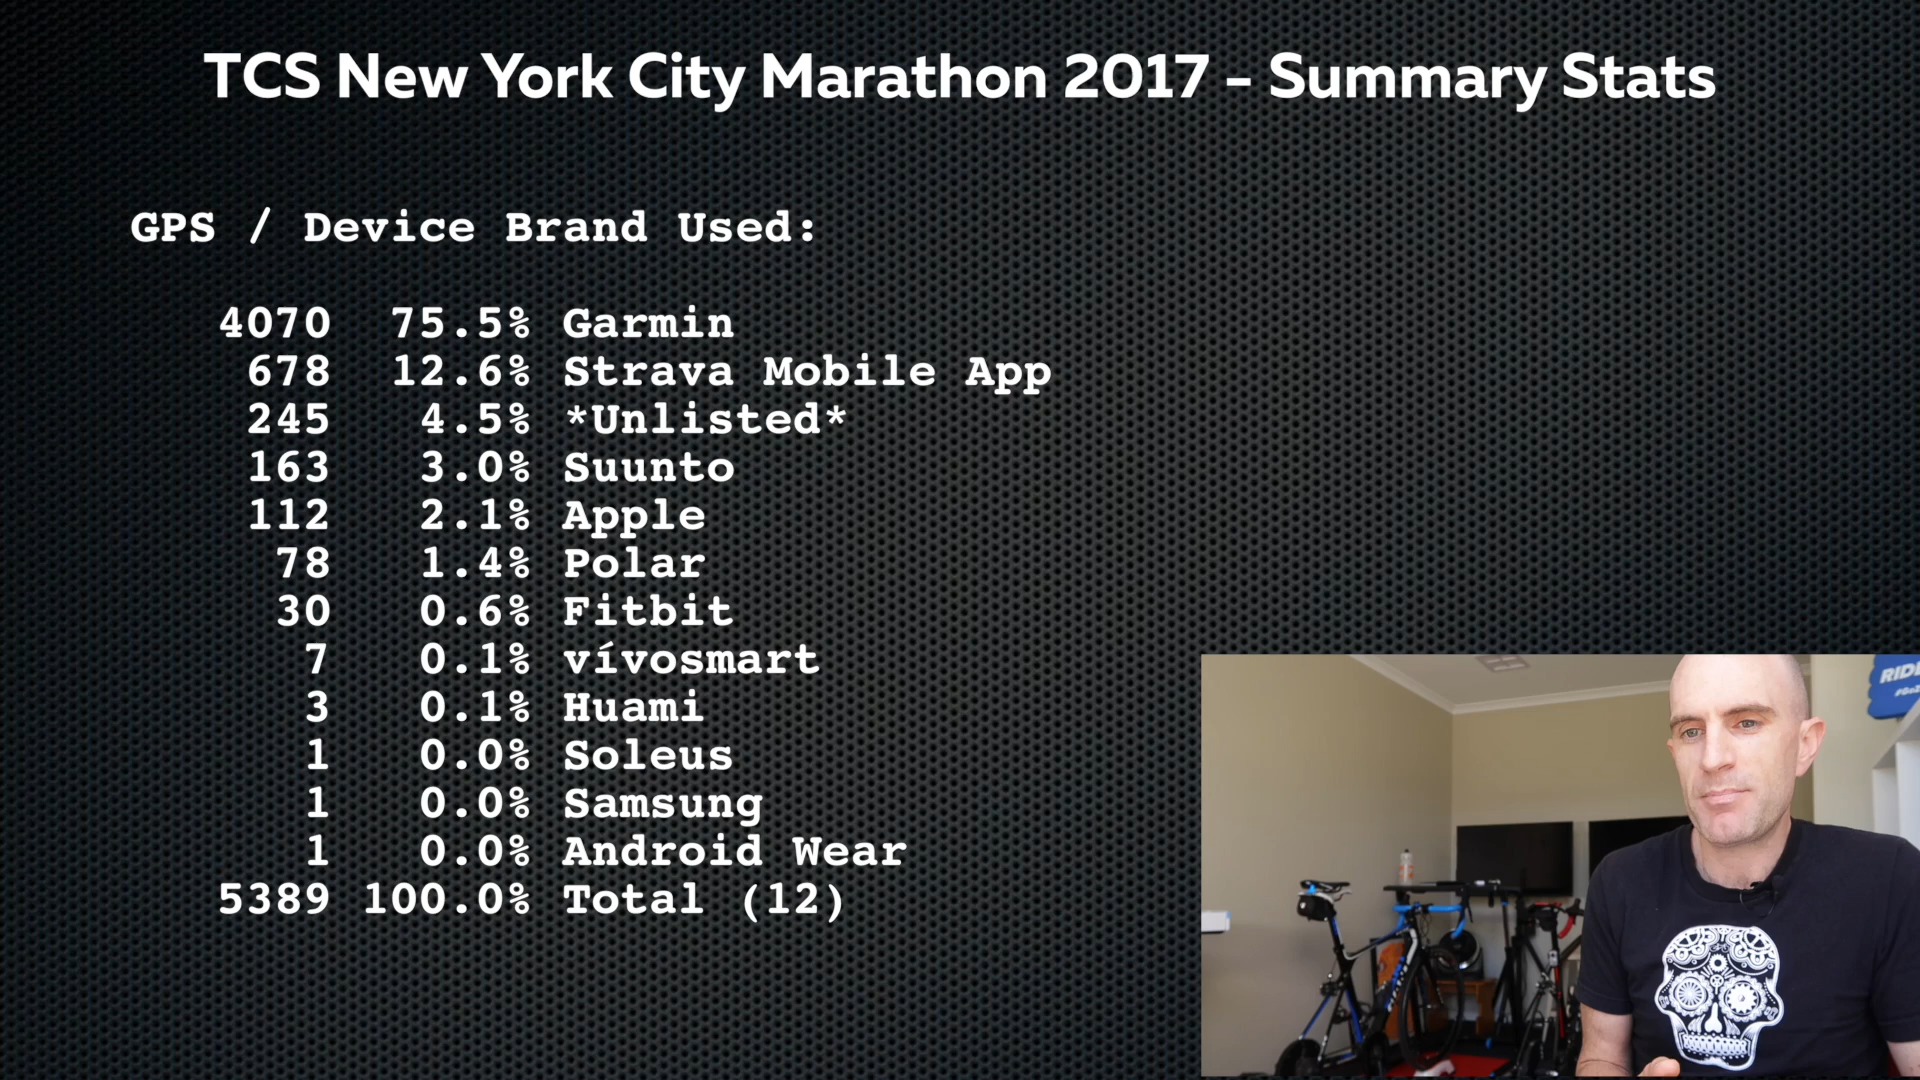 TCS New York City Marathon 2017 – Summary Stats
GPS / Device Brand Used:
4070 75.5% Garmin
678 12.6% Strava Mobile App
245 4.5% *Unlisted*
163 3.0% Suunto
112 2.1% Apple
78 1.4% Polar
30 0.6% Fitbit
7 0.1% vívosmart
3 0.1% Huami
1 0.0% Soleus
1 0.0% Samsung
1 0.0% Android Wear
5389 100.0% Total (12)